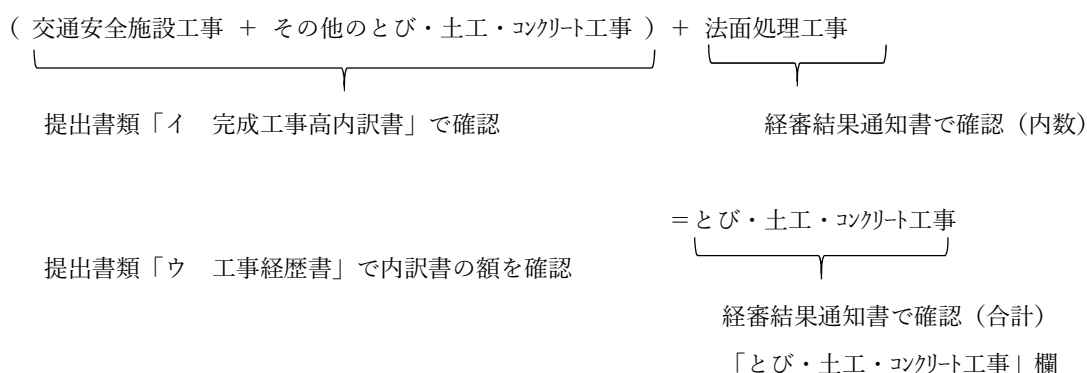 ( 交通安全施設工事 + その他のとび・土工・ｺﾝｸﾘｰﾄ工事 ) + 法面処理工事
提出書類「イ　完成工事高内訳書」で確認　経審結果通知書で確認（内数）
＝とび・土工・ｺﾝｸﾘｰﾄ工事
提出書類「ウ　工事経歴書」で内訳書の額を確認
経審結果通知書で確認（合計）
「とび・土工・ｺﾝｸﾘｰﾄ工事」欄